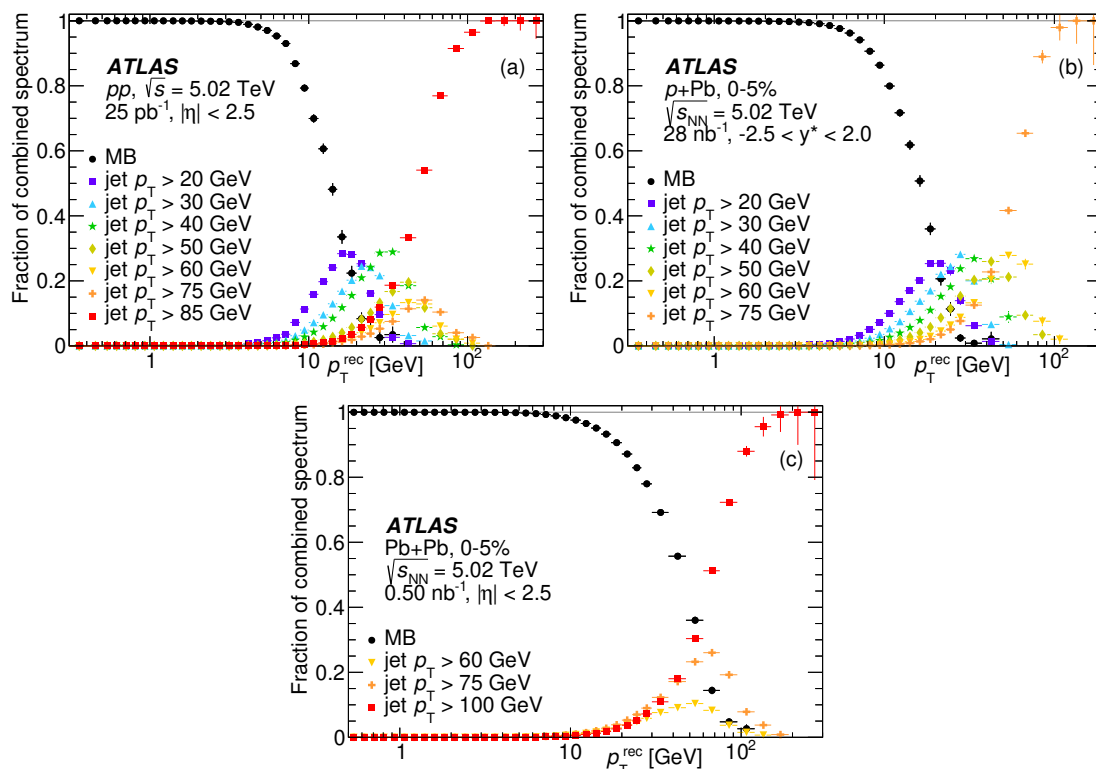 Fraction of combined spectrum
1
0.8
0.6
0.4
0.2
0
ATLAS
pp, √s = 5.02 TeV
25 pb⁻¹, |η| < 2.5
(a)
MB
jet p_T > 20 GeV
jet p_T > 30 GeV
jet p_T > 40 GeV
jet p_T > 50 GeV
jet p_T > 60 GeV
jet p_T > 75 GeV
jet p_T > 85 GeV
1 10 10²
p_T^rec [GeV]
Fraction of combined spectrum
1
0.8
0.6
0.4
0.2
0
ATLAS
p+Pb, 0-5%
√s_NN = 5.02 TeV
28 nb⁻¹, -2.5 < y* < 2.0
(b)
MB
jet p_T > 20 GeV
jet p_T > 30 GeV
jet p_T > 40 GeV
jet p_T > 50 GeV
jet p_T > 60 GeV
jet p_T > 75 GeV
1 10 10²
p_T^rec [GeV]
Fraction of combined spectrum
1
0.8
0.6
0.4
0.2
0
(c)
ATLAS
Pb+Pb, 0-5%
√s_NN = 5.02 TeV
0.50 nb⁻¹, |η| < 2.5
MB
jet p_T > 60 GeV
jet p_T > 75 GeV
jet p_T > 100 GeV
1 10 10²
p_T^rec [GeV]